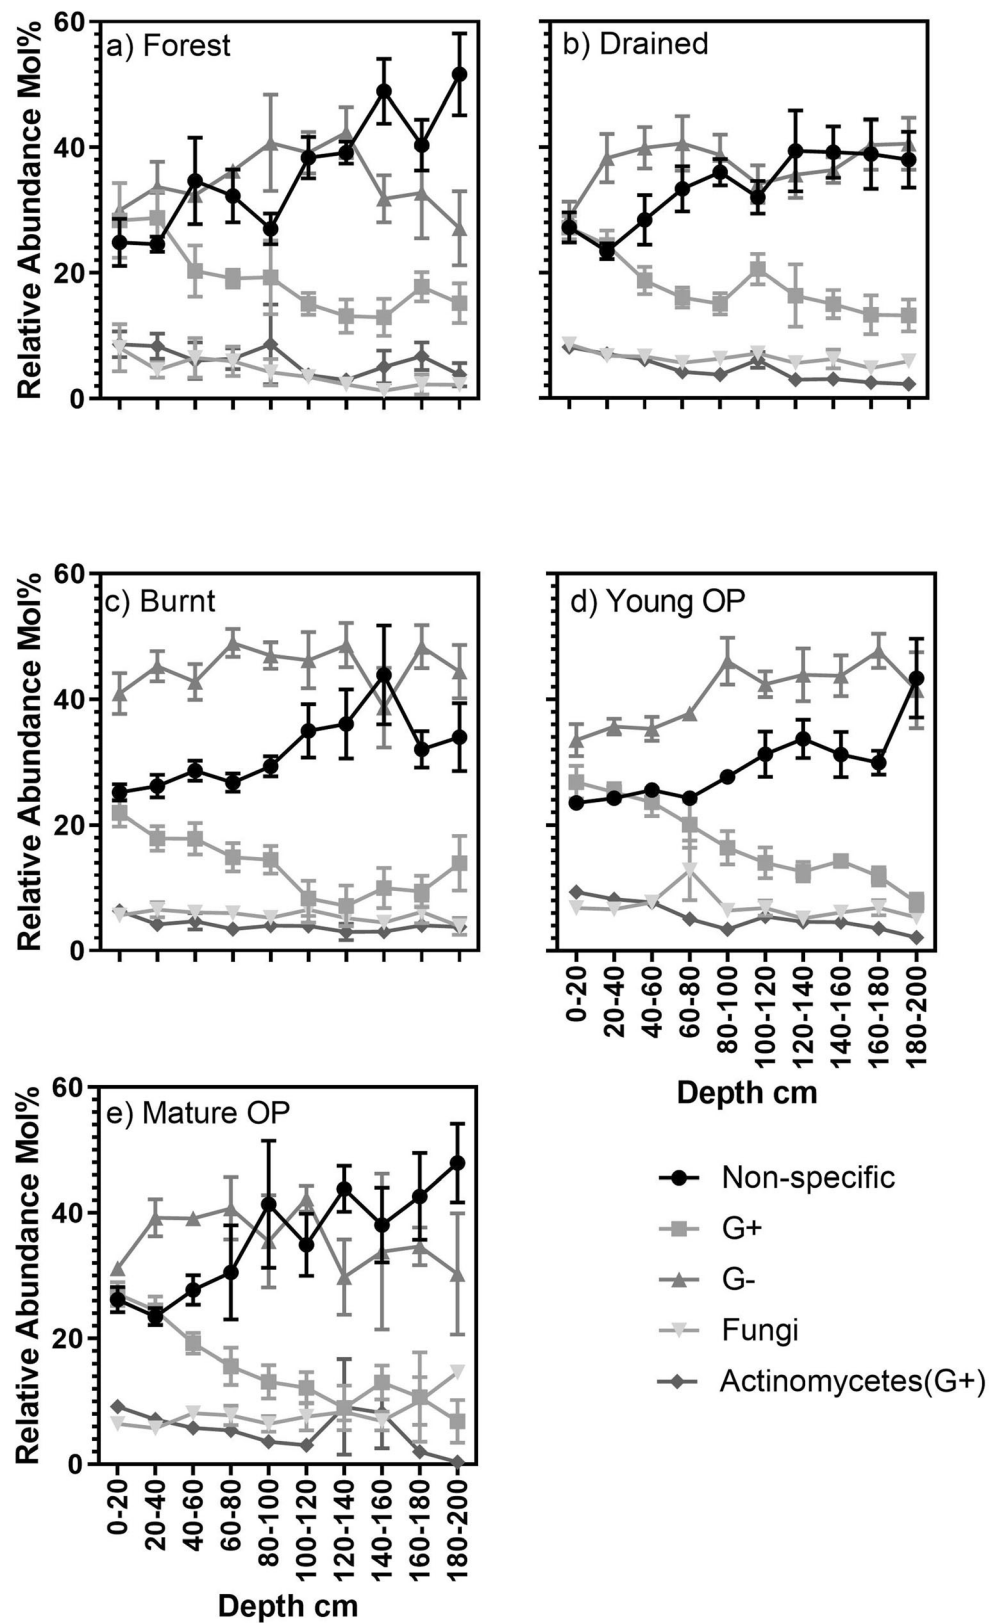 a) Forest
b) Drained
Relative Abundance Mol%
60
40
20
0
c) Burnt
d) Young OP
Relative Abundance Mol%
60
40
20
0
0-20
20-40
40-60
60-80
80-100
100-120
120-140
140-160
160-180
180-200
Depth cm
e) Mature OP
Relative Abundance Mol%
60
40
20
0
0-20
20-40
40-60
60-80
80-100
100-120
120-140
140-160
160-180
180-200
Depth cm
Non-specific
G+
G-
Fungi
Actinomycetes(G+)